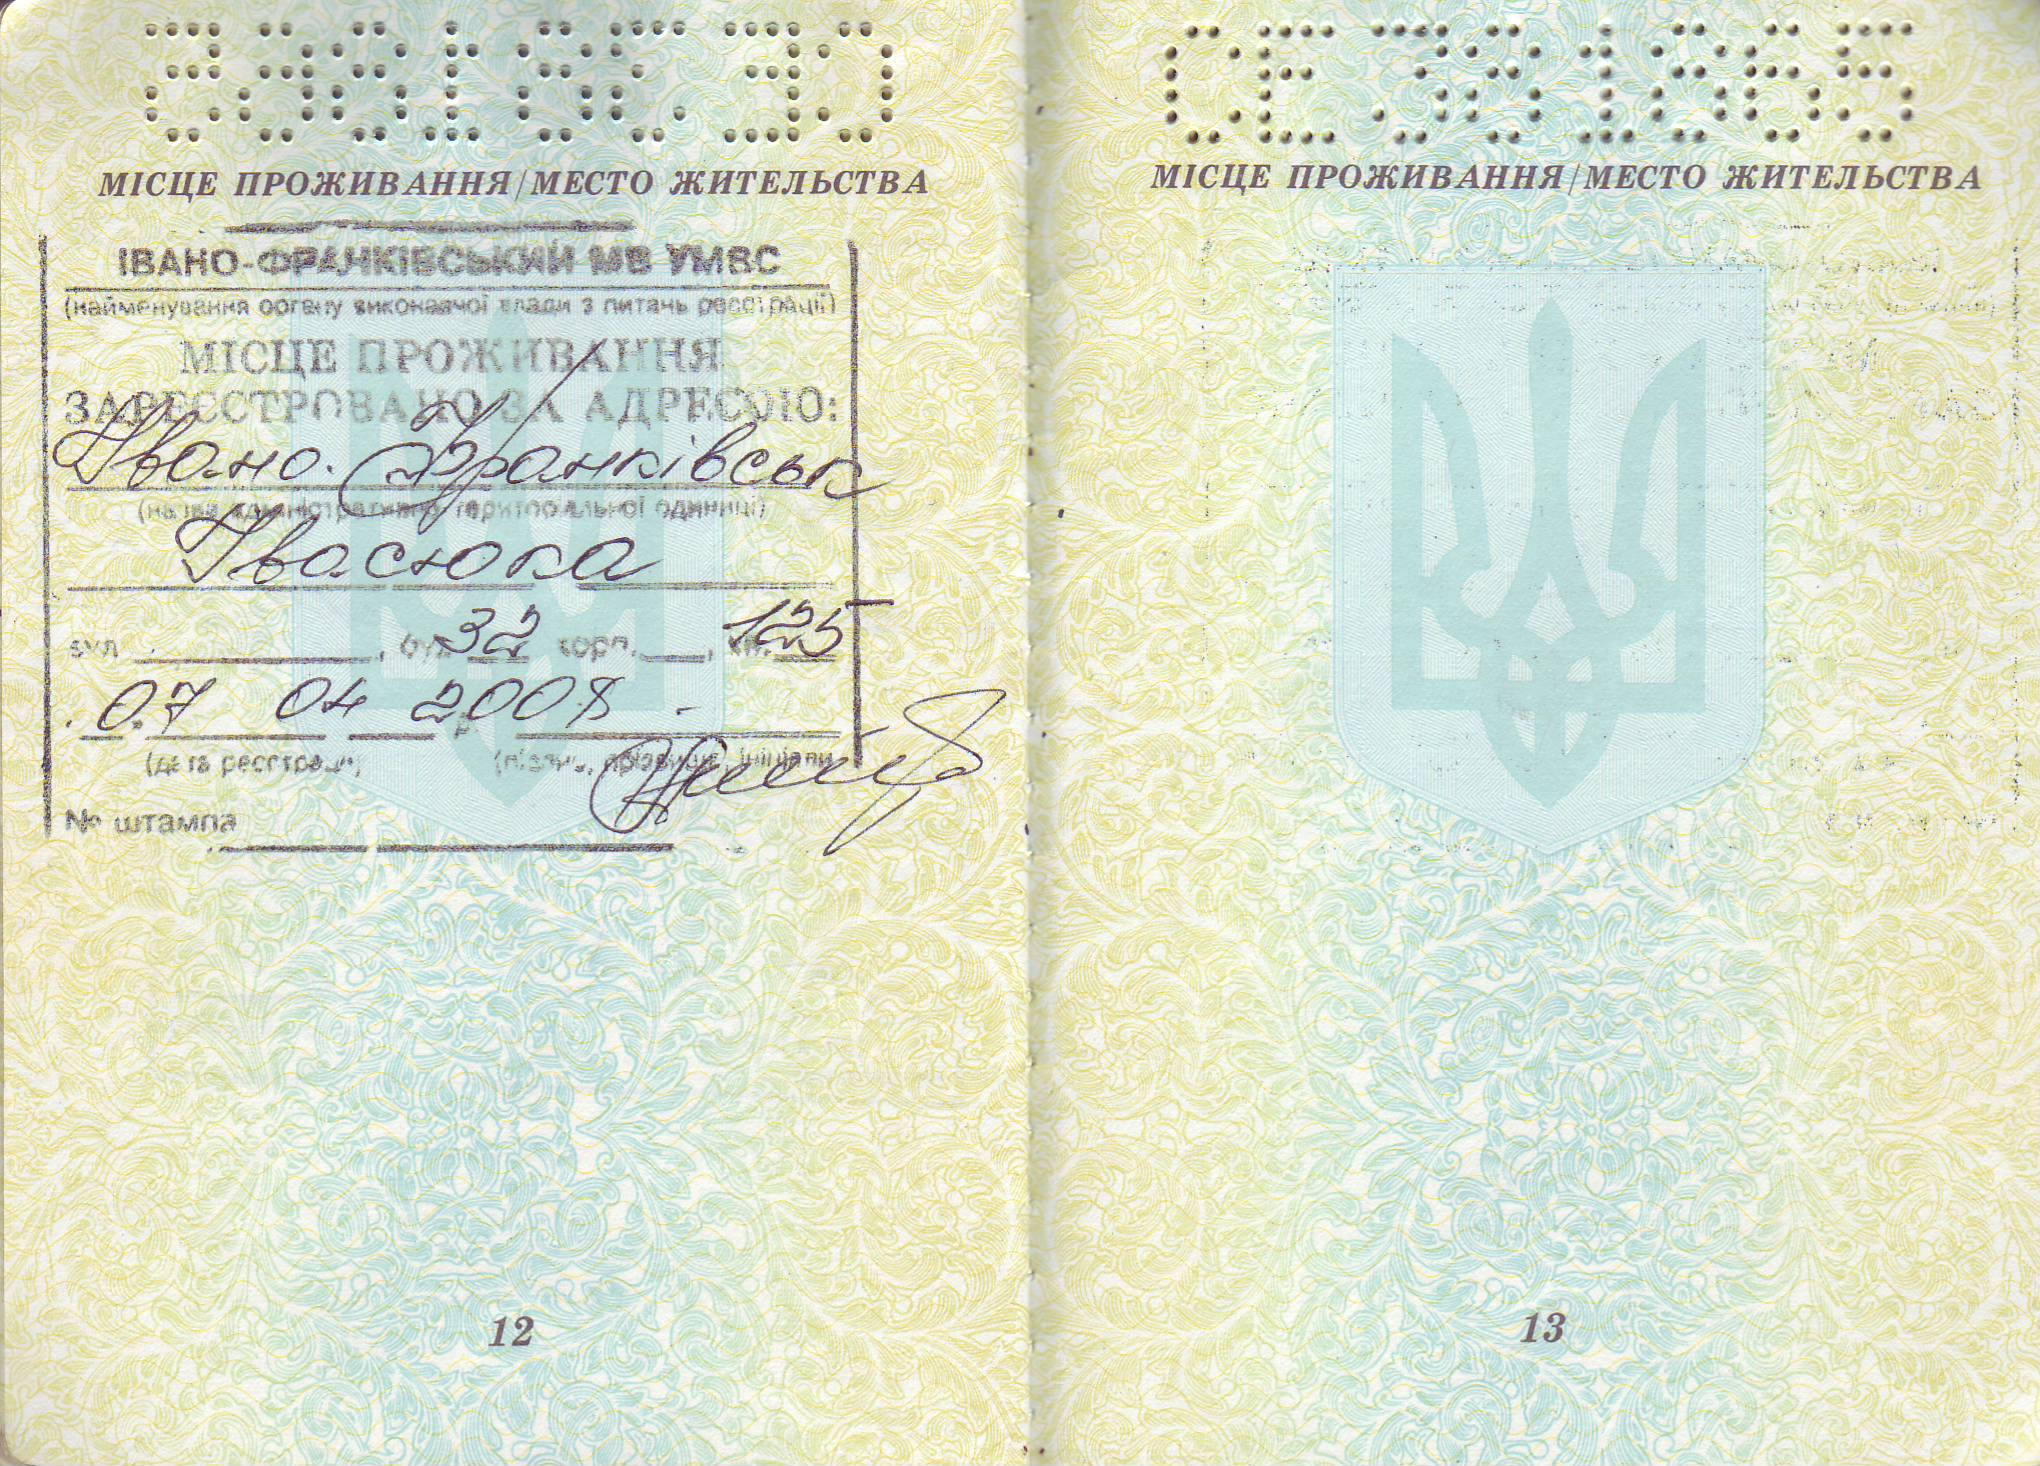 МІСЦЕ ПРОЖИВАННЯ/МЕСТО ЖИТЕЛЬСТВА
ІВАНО-ФРАНКІВСЬКИЙ МВ УМВС
(найменування органу виконавчої влади з питань реєстрації)
МІСЦЕ ПРОЖИВАННЯ
ЗАРЕЄСТРОВАНО ЗА АДРЕСОЮ:
Івано-Франківськ
(назва адміністративно територіальної одиниці)
Івасюка
вул. , буд. 32 корп. , кв. 125
07 04 2008 р.
(дата реєстрації) (підпис, прізвище, ініціали
№ штампа
12
СЕ 781865
МІСЦЕ ПРОЖИВАННЯ/МЕСТО ЖИТЕЛЬСТВА
13